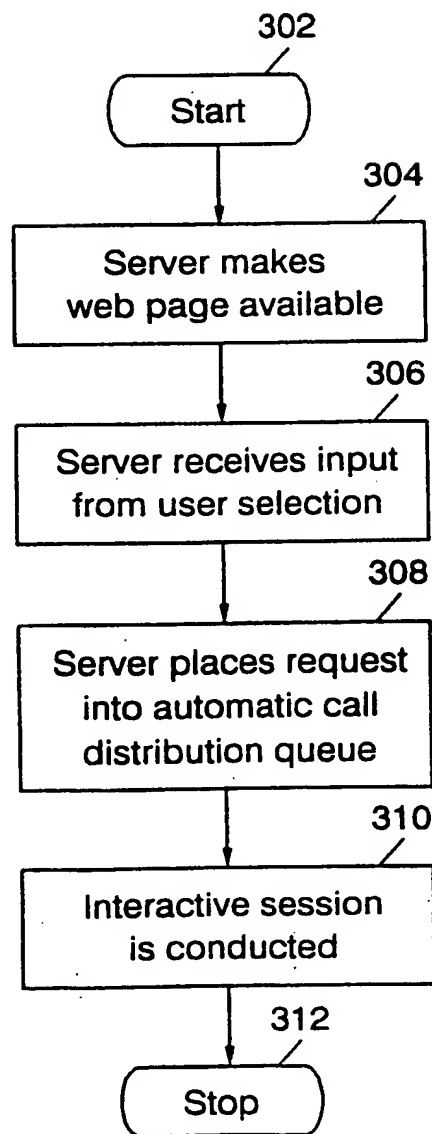 302
Start
304
Server makes
web page available
306
Server receives input
from user selection
308
Server places request
into automatic call
distribution queue
310
Interactive session
is conducted
312
Stop